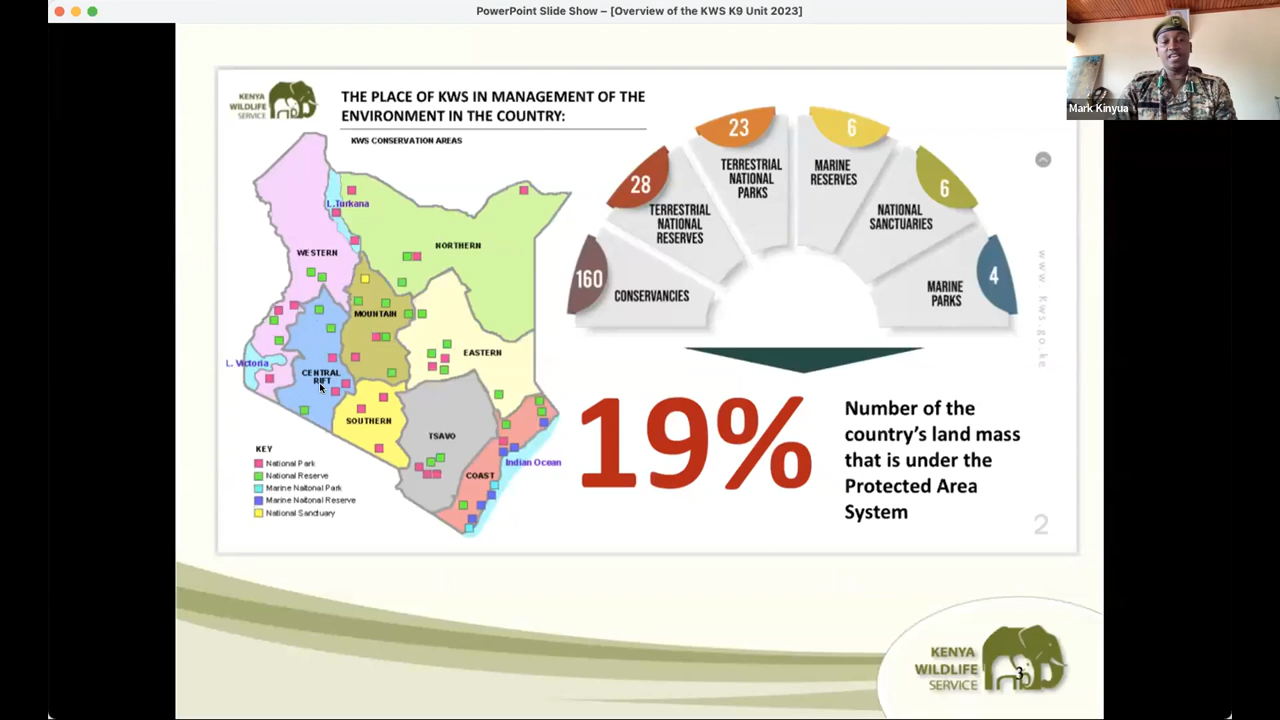 PowerPoint Slide Show – [Overview of the KWS K9 Unit 2023]
Mark Kinyua
KENYA
WILDLIFE
SERVICE
THE PLACE OF KWS IN MANAGEMENT OF THE
ENVIRONMENT IN THE COUNTRY:
KWS CONSERVATION AREAS
L.Turkana
WESTERN
NORTHERN
MOUNTAIN
EASTERN
L. Victoria
CENTRAL
RIFT
SOUTHERN
TSAVO
COAST
Indian Ocean
KEY
National Park
National Reserve
Marine Naitonal Park
Marine National Reserve
National Sanctuary
160
CONSERVANCIES
28
TERRESTRIAL
NATIONAL
RESERVES
23
TERRESTRIAL
NATIONAL
PARKS
6
MARINE
RESERVES
6
NATIONAL
SANCTUARIES
4
MARINE
PARKS
www.kws.go.ke
19%
Number of the
country’s land mass
that is under the
Protected Area
System
2
KENYA
WILDLIFE
SERVICE
3